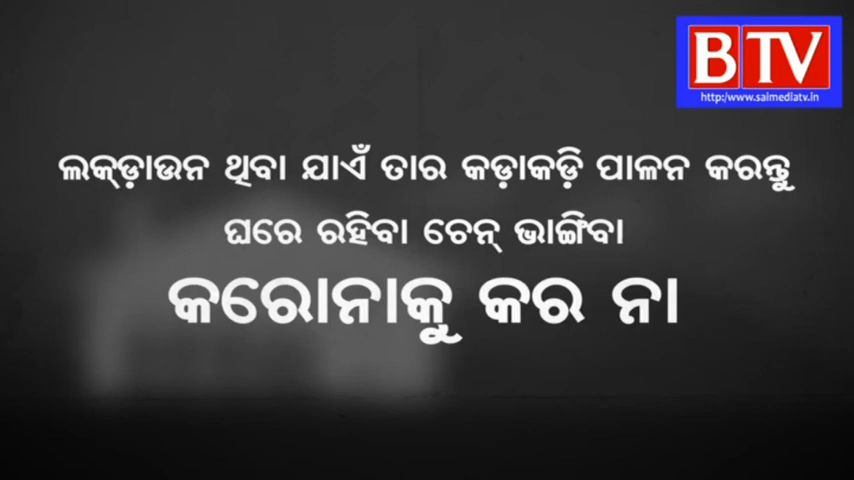 BTV
http:/www.saimediatv.in
ଲକ୍‌ଡ଼ାଉନ ଥିବା ଯାଏଁ ତାର କଡ଼ାକଡ଼ି ପାଳନ କରନ୍ତୁ
ଘରେ ରହିବା ଚେନ୍ ଭାଙ୍ଗିବା
କରୋନାକୁ କର ନା